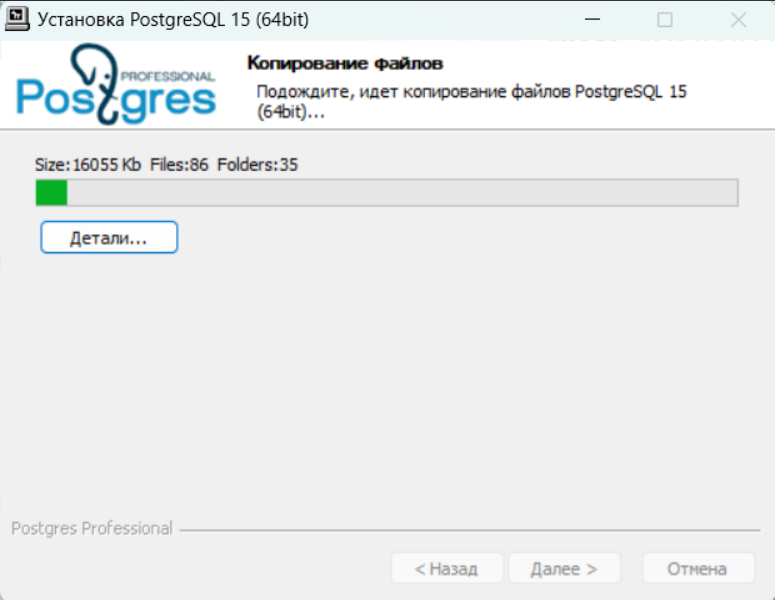 Установка PostgreSQL 15 (64bit)
PROFESSIONAL
Postgres
Копирование файлов
Подождите, идет копирование файлов PostgreSQL 15
(64bit)...
Size:16055 Kb Files:86 Folders:35
Детали...
Postgres Professional
< Назад
Далее >
Отмена